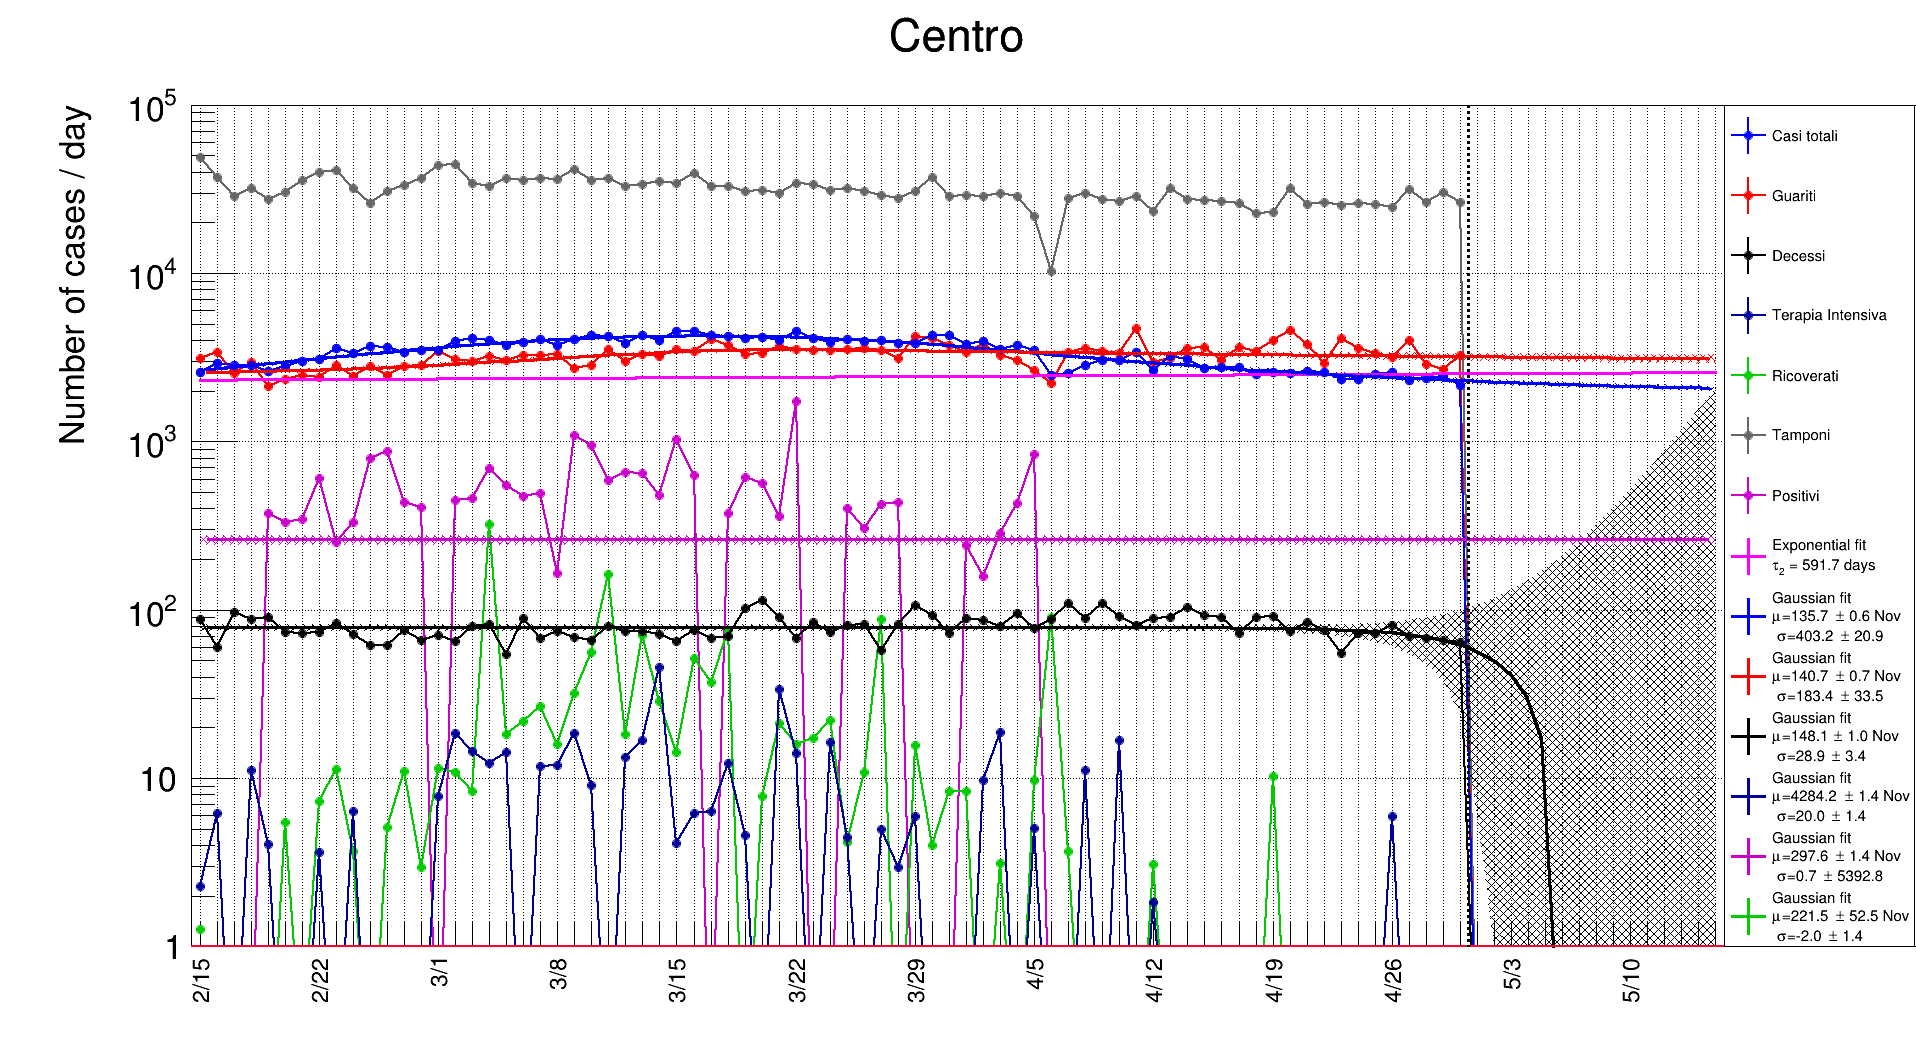 Centro
Number of cases / day
10^5
10^4
10^3
10^2
10
1
2/15
2/22
3/1
3/8
3/15
3/22
3/29
4/5
4/12
4/19
4/26
5/3
5/10
Casi totali
Guariti
Decessi
Terapia Intensiva
Ricoverati
Tamponi
Positivi
Exponential fit
τ₂ = 591.7 days
Gaussian fit
μ=135.7 ± 0.6 Nov
σ=403.2 ± 20.9
Gaussian fit
μ=140.7 ± 0.7 Nov
σ=183.4 ± 33.5
Gaussian fit
μ=148.1 ± 1.0 Nov
σ=28.9 ± 3.4
Gaussian fit
μ=4284.2 ± 1.4 Nov
σ=20.0 ± 1.4
Gaussian fit
μ=297.6 ± 1.4 Nov
σ=0.7 ± 5392.8
Gaussian fit
μ=221.5 ± 52.5 Nov
σ=-2.0 ± 1.4